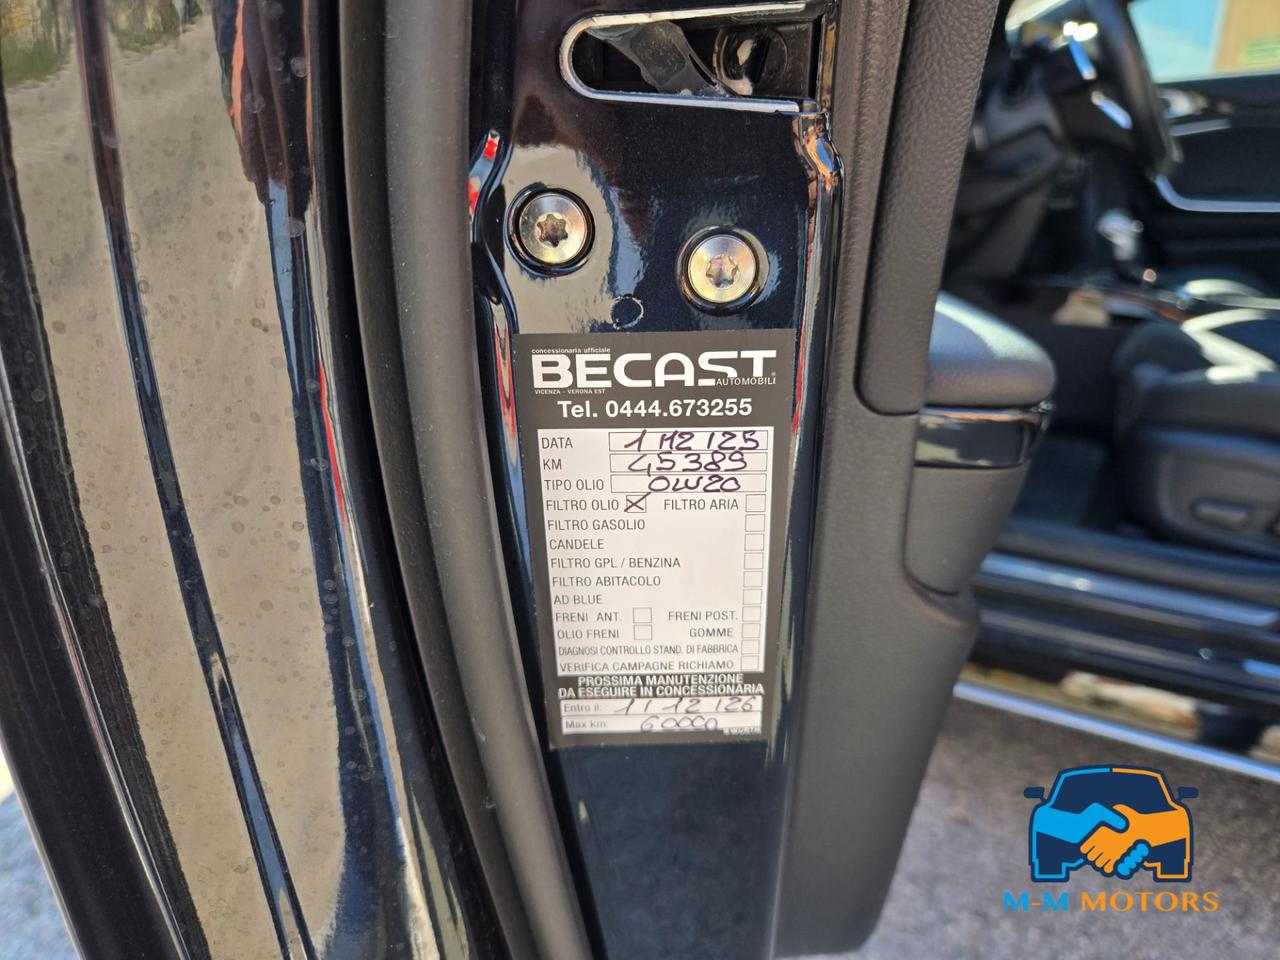 concessionaria ufficiale
BECAST
AUTOMOBILI
VICENZA - VERONA EST
Tel. 0444.673255
DATA 1/12/25
KM 45389
TIPO OLIO 0W20
FILTRO OLIO X FILTRO ARIA
FILTRO GASOLIO
CANDELE
FILTRO GPL / BENZINA
FILTRO ABITACOLO
AD BLUE
FRENI ANT. FRENI POST.
OLIO FRENI GOMME
DIAGNOSI CONTROLLO STAND. DI FABBRICA
VERIFICA CAMPAGNE RICHIAMO
PROSSIMA MANUTENZIONE
DA ESEGUIRE IN CONCESSIONARIA
Entro il: 1/12/26
Max km: 60000
M-M MOTORS